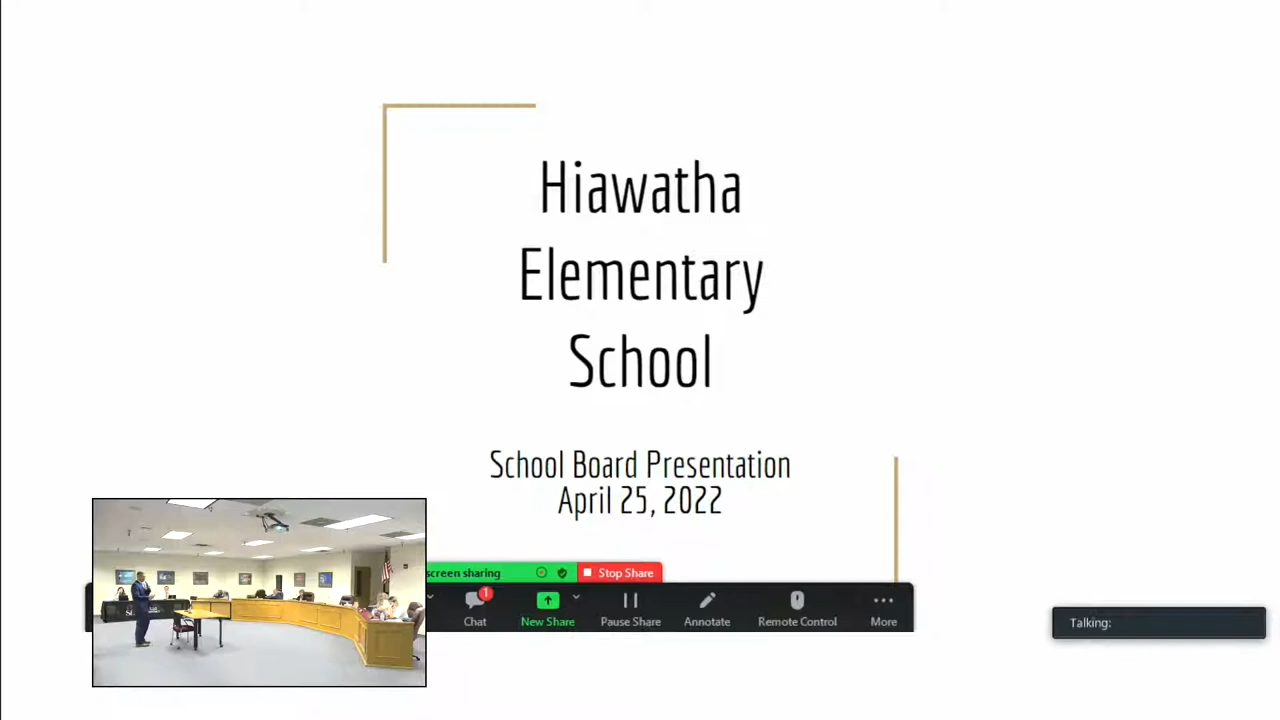 Hiawatha
Elementary
School
School Board Presentation
April 25, 2022
screen sharing
Stop Share
1
Chat
New Share
Pause Share
Annotate
Remote Control
More
Talking: